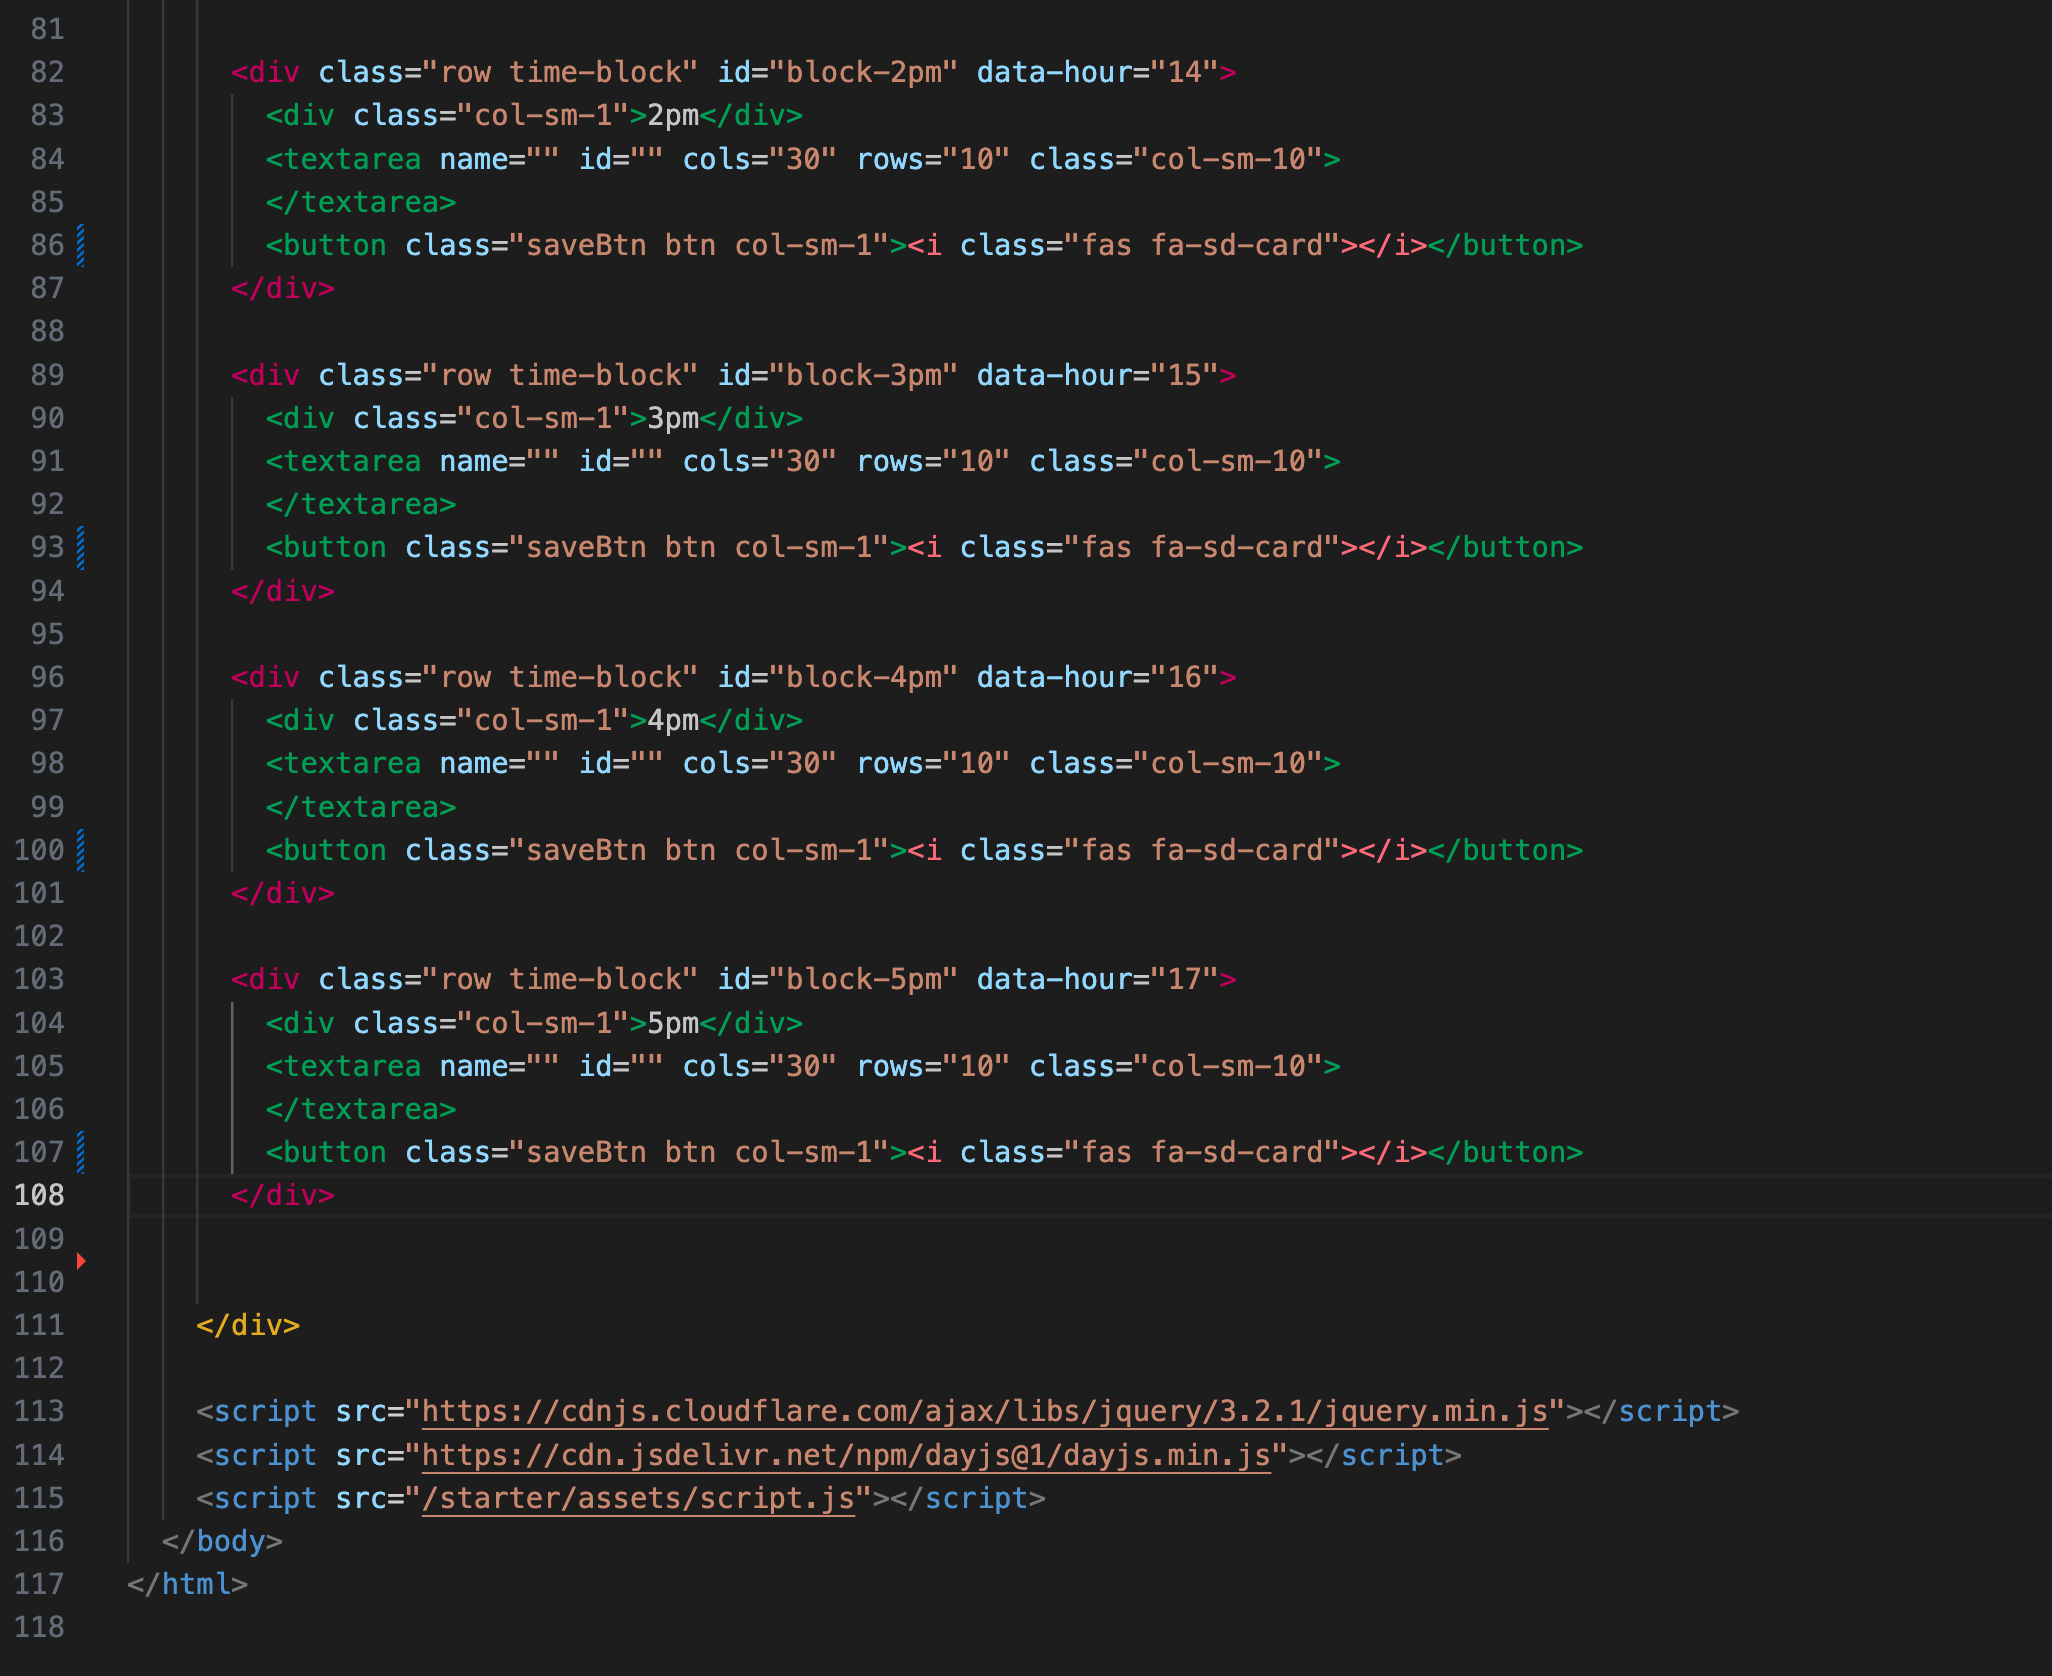 81
82 <div class="row time-block" id="block-2pm" data-hour="14">
83 <div class="col-sm-1">2pm</div>
84 <textarea name="" id="" cols="30" rows="10" class="col-sm-10">
85 </textarea>
86 <button class="saveBtn btn col-sm-1"><i class="fas fa-sd-card"></i></button>
87 </div>
88
89 <div class="row time-block" id="block-3pm" data-hour="15">
90 <div class="col-sm-1">3pm</div>
91 <textarea name="" id="" cols="30" rows="10" class="col-sm-10">
92 </textarea>
93 <button class="saveBtn btn col-sm-1"><i class="fas fa-sd-card"></i></button>
94 </div>
95
96 <div class="row time-block" id="block-4pm" data-hour="16">
97 <div class="col-sm-1">4pm</div>
98 <textarea name="" id="" cols="30" rows="10" class="col-sm-10">
99 </textarea>
100 <button class="saveBtn btn col-sm-1"><i class="fas fa-sd-card"></i></button>
101 </div>
102
103 <div class="row time-block" id="block-5pm" data-hour="17">
104 <div class="col-sm-1">5pm</div>
105 <textarea name="" id="" cols="30" rows="10" class="col-sm-10">
106 </textarea>
107 <button class="saveBtn btn col-sm-1"><i class="fas fa-sd-card"></i></button>
108 </div>
109
110
111 </div>
112
113 <script src="https://cdnjs.cloudflare.com/ajax/libs/jquery/3.2.1/jquery.min.js"></script>
114 <script src="https://cdn.jsdelivr.net/npm/dayjs@1/dayjs.min.js"></script>
115 <script src="/starter/assets/script.js"></script>
116 </body>
117 </html>
118